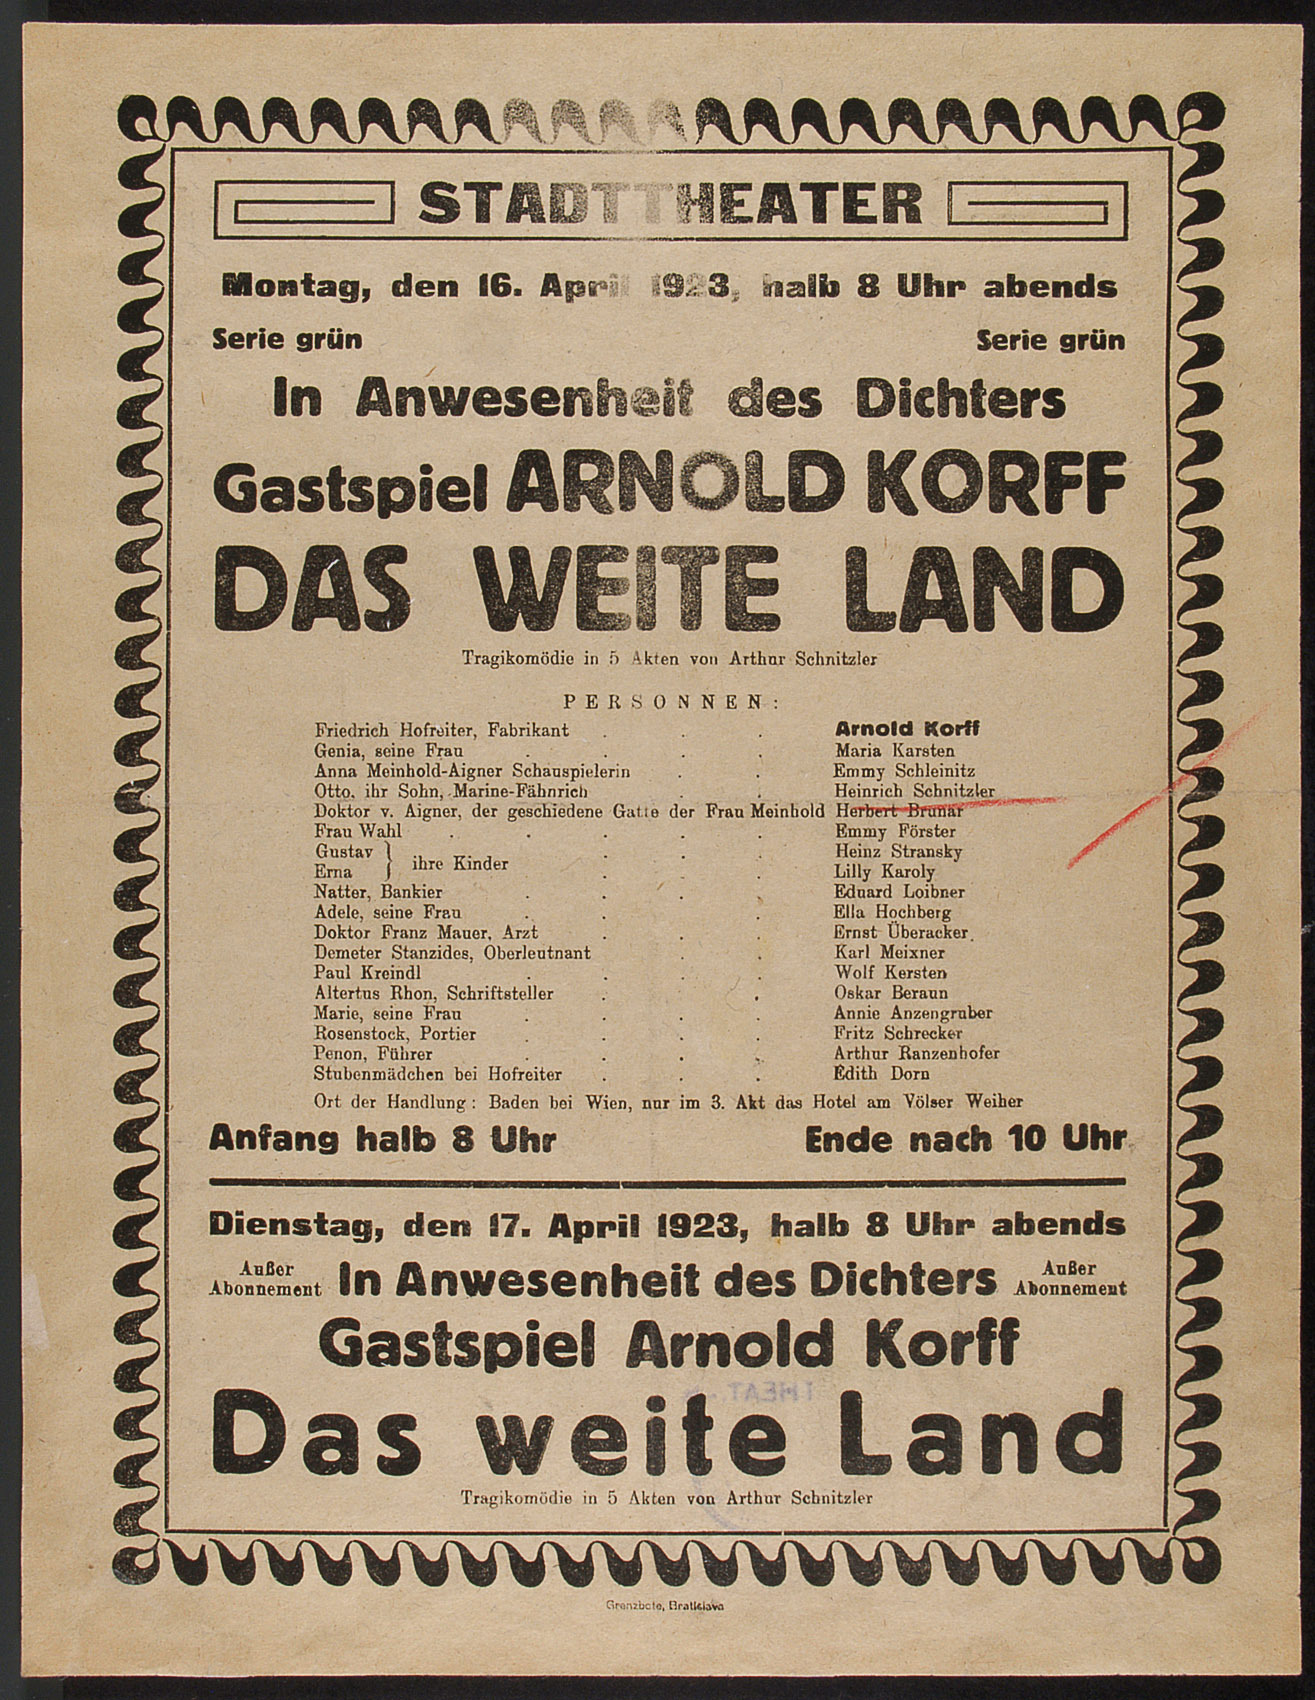 STADTTHEATER
Montag, den 16. April 1923, halb 8 Uhr abends
Serie grün Serie grün
In Anwesenheit des Dichters
Gastspiel ARNOLD KORFF
DAS WEITE LAND
Tragikomödie in 5 Akten von Arthur Schnitzler
PERSONNEN:
Friedrich Hofreiter, Fabrikant . . . Arnold Korff
Genia, seine Frau . . . . Maria Karsten
Anna Meinhold-Aigner Schauspielerin . . Emmy Schleinitz
Otto, ihr Sohn, Marine-Fähnrich . . Heinrich Schnitzler
Doktor v. Aigner, der geschiedene Gatte der Frau Meinhold Herbert Brunar
Frau Wahl . . . . . Emmy Förster
Gustav } ihre Kinder . . . Heinz Stransky
Erna } . . . Lilly Karoly
Natter, Bankier . . . . Eduard Loibner
Adele, seine Frau . . . Ella Hochberg
Doktor Franz Mauer, Arzt . . . Ernst Überacker
Demeter Stanzides, Oberleutnant . . Karl Meixner
Paul Kreindl . . . . Wolf Kersten
Altertus Rhon, Schriftsteller . . Oskar Beraun
Marie, seine Frau . . . . Annie Anzengruber
Rosenstock, Portier . . . . Fritz Schrecker
Penon, Führer . . . . Arthur Ranzenhofer
Stubenmädchen bei Hofreiter . . . Edith Dorn
Ort der Handlung: Baden bei Wien, nur im 3. Akt das Hotel am Völser Weiher
Anfang halb 8 Uhr Ende nach 10 Uhr
Dienstag, den 17. April 1923, halb 8 Uhr abends
Außer Abonnement In Anwesenheit des Dichters Außer Abonnement
Gastspiel Arnold Korff
Das weite Land
Tragikomödie in 5 Akten von Arthur Schnitzler
Grenzbote, Bratislava